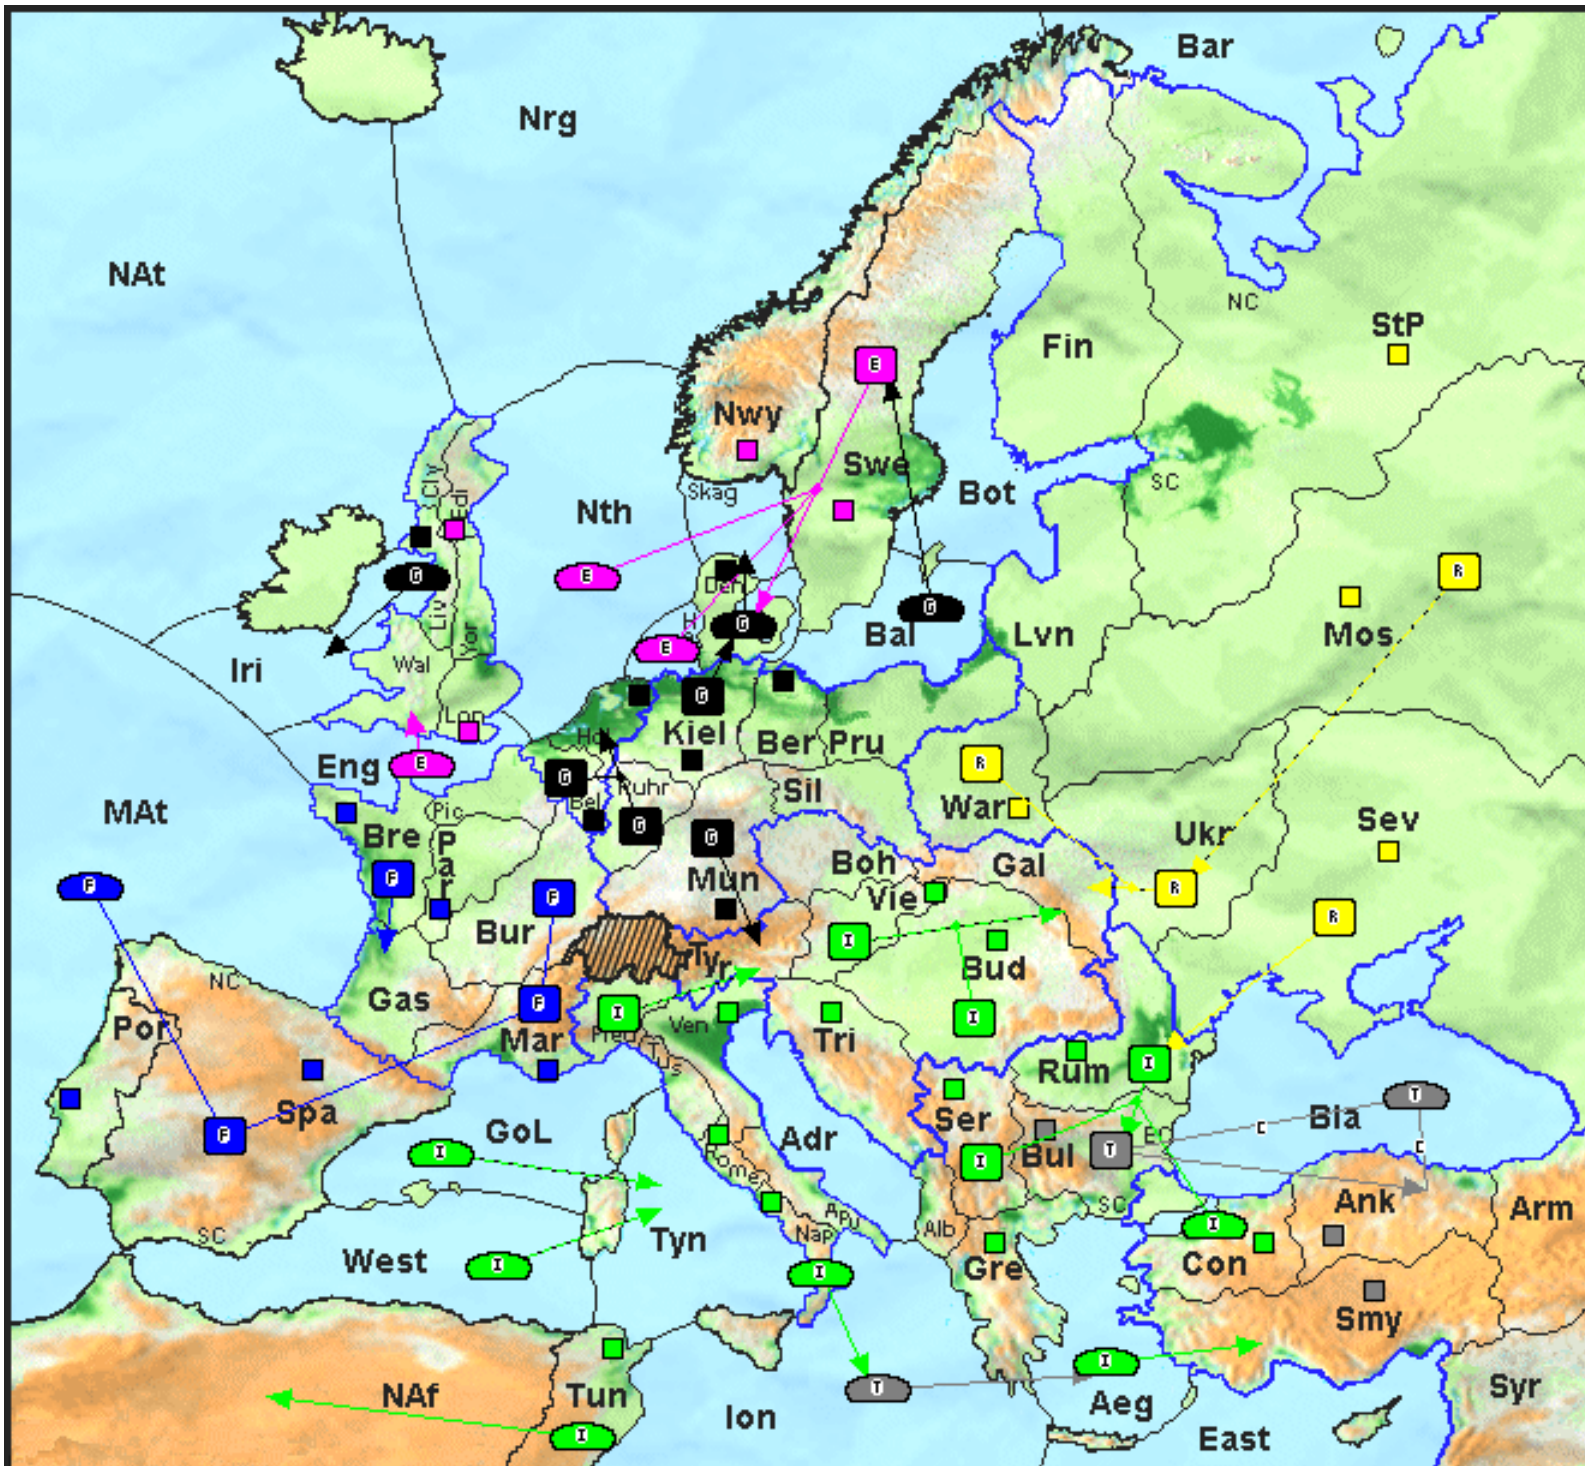 Bar
Nrg
NAt
NC
StP
Fin
Nwy
E
Swe
Skag
Bot
SC
Nth
Cly
Edi
G
E
Den
R
G
G
Bal
Lvn
Mos
Liv
Yor
Iri
Wal
E
G
Lon
Hol
Kiel
Ber
Pru
R
Eng
E
G
Ruhr
Sil
War
Bel
MAt
Pic
G
G
Ukr
Sev
Bre
Par
Boh
Gal
F
F
F
Mun
Vie
R
R
Bur
I
Tyr
Bud
NC
Gas
F
I
I
Por
Mar
Pied
Ven
Tri
Tus
Rum
I
Ser
T
Spa
GoL
Adr
Bla
C
F
EC
C
I
Bul
T
I
Rome
SC
Ank
Arm
SC
Apu
Nap
Alb
I
West
Tyn
I
I
Gre
Con
Smy
I
T
NAf
Tun
Aeg
Syr
Ion
East
I